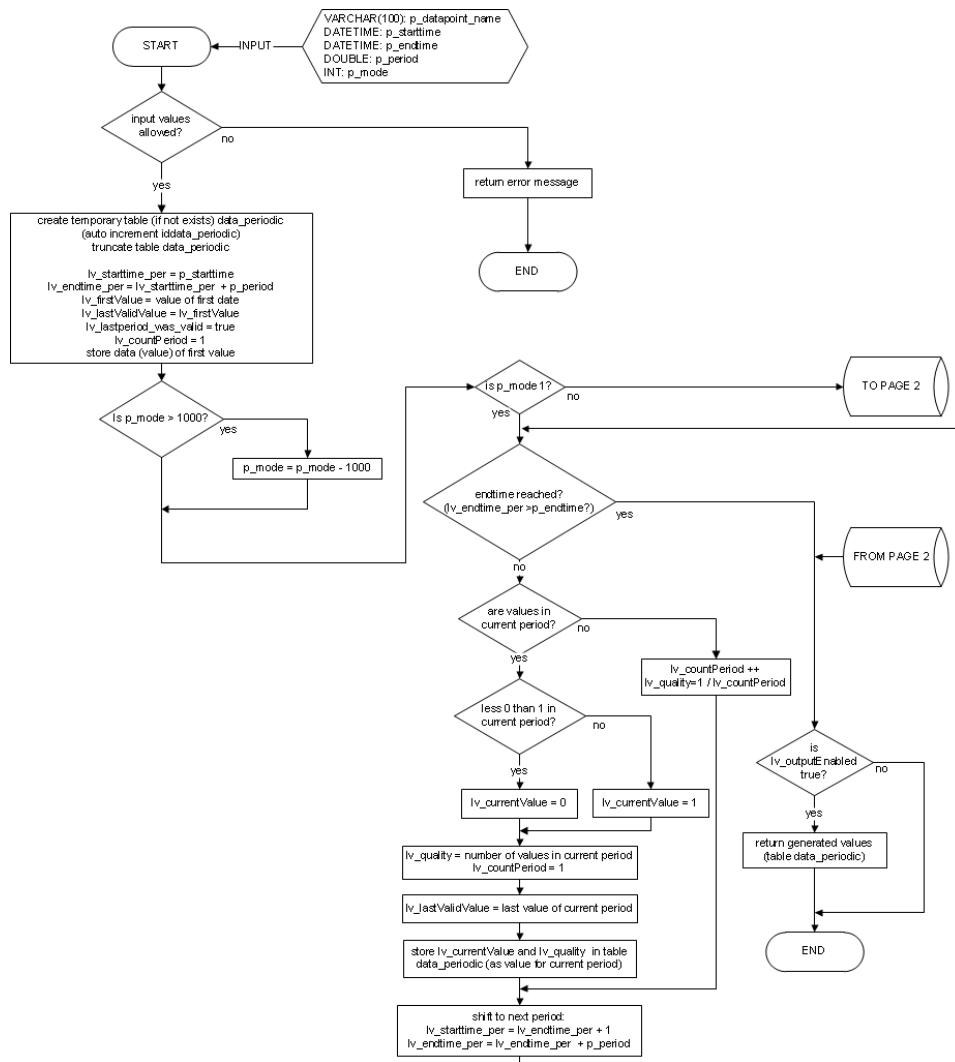 VARCHAR(100): p_datapoint_name
DATETIME: p_starttime
DATETIME: p_endtime
DOUBLE: p_period
INT: p_mode
START
INPUT
input values
allowed?
no
yes
return error message
END
create temporary table (if not exists) data_periodic
(auto increment iddata_periodic)
truncate table data_periodic
lv_starttime_per = p_starttime
lv_endtime_per = lv_starttime_per + p_period
lv_firstValue = value of first date
lv_lastValidValue = lv_firstValue
lv_lastperiod_was_valid = true
lv_countPeriod = 1
store data (value) of first value
Is p_mode > 1000?
yes
p_mode = p_mode - 1000
is p_mode 1?
no
yes
TO PAGE 2
endtime reached?
(lv_endtime_per >p_endtime?)
yes
no
FROM PAGE 2
are values in
current period?
no
yes
lv_countPeriod ++
lv_quality=1 / lv_countPeriod
less 0 than 1 in
current period?
no
yes
lv_currentValue = 0
lv_currentValue = 1
is
lv_outputEnabled
true?
no
yes
return generated values
(table data_periodic)
END
lv_quality = number of values in current period
lv_countPeriod = 1
lv_lastValidValue = last value of current period
store lv_currentValue and lv_quality in table
data_periodic (as value for current period)
shift to next period:
lv_starttime_per = lv_endtime_per + 1
lv_endtime_per = lv_endtime_per + p_period